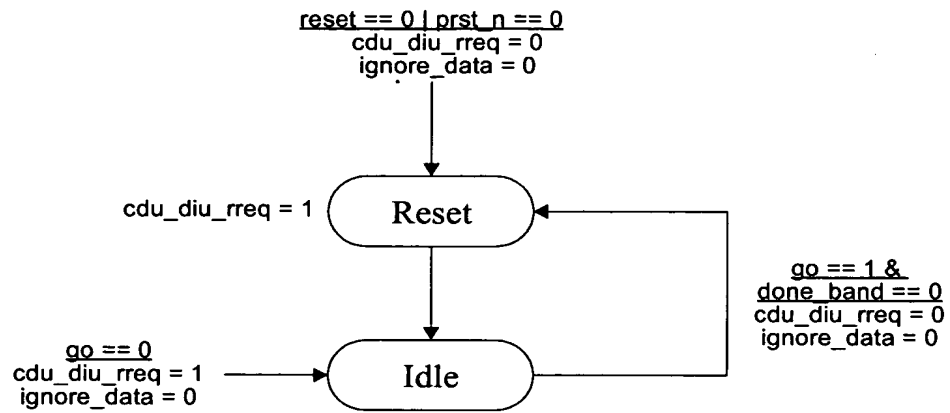 reset == 0 | prst_n == 0
cdu_diu_rreq = 0
ignore_data = 0
cdu_diu_rreq = 1
Reset
go == 1 &
done_band == 0
cdu_diu_rreq = 0
ignore_data = 0
go == 0
cdu_diu_rreq = 1
ignore_data = 0
Idle